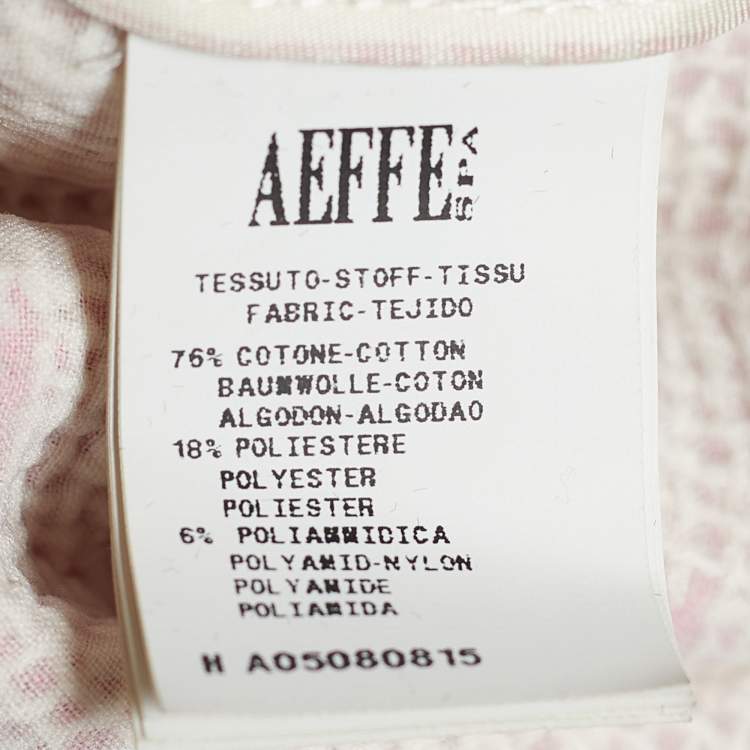 AEFFE SPA
TESSUTO-STOFF-TISSU
FABRIC-TEJIDO
76% COTONE-COTTON
BAUMWOLLE-COTON
ALGODON-ALGODAO
18% POLIESTERE
POLYESTER
POLIESTER
6% POLIAMMIDICA
POLYAMID-NYLON
POLYAMIDE
POLIAMIDA
H A05080815